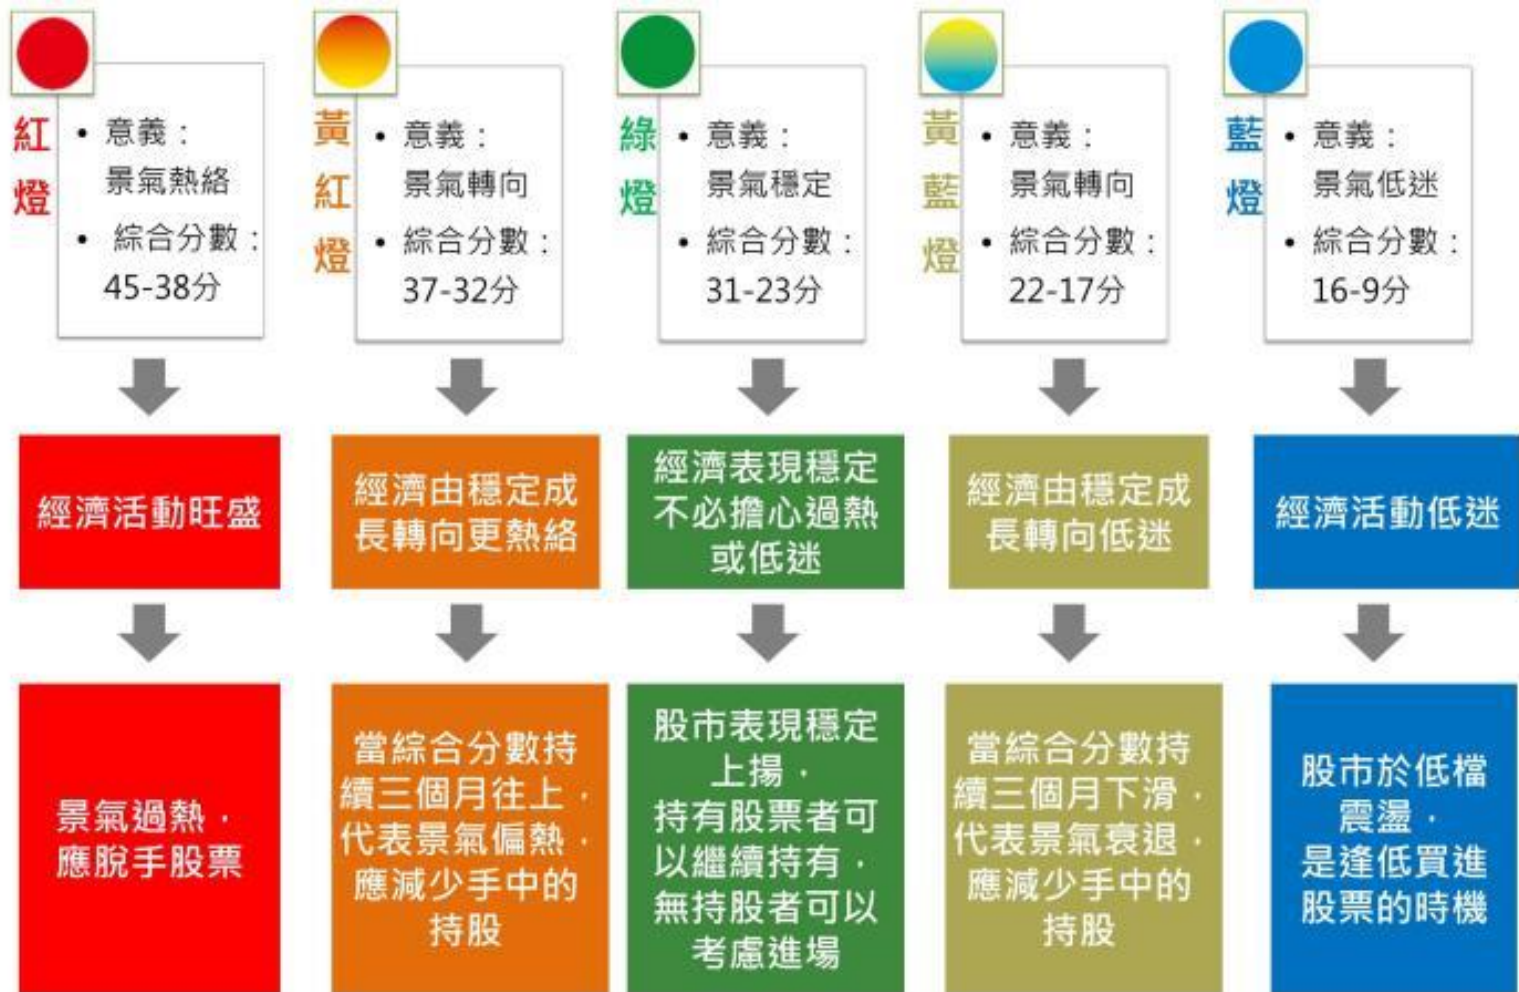 紅
燈
• 意義：
景氣熱絡
• 綜合分數：
45-38分
黃
紅
燈
• 意義：
景氣轉向
• 綜合分數：
37-32分
綠
燈
• 意義：
景氣穩定
• 綜合分數：
31-23分
黃
藍
燈
• 意義：
景氣轉向
• 綜合分數：
22-17分
藍
燈
• 意義：
景氣低迷
• 綜合分數：
16-9分
經濟活動旺盛
經濟由穩定成
長轉向更熱絡
經濟表現穩定
不必擔心過熱
或低迷
經濟由穩定成
長轉向低迷
經濟活動低迷
景氣過熱，
應脫手股票
當綜合分數持
續三個月往上，
代表景氣偏熱，
應減少手中的
持股
股市表現穩定
上揚，
持有股票者可
以繼續持有，
無持股者可以
考慮進場
當綜合分數持
續三個月下滑，
代表景氣衰退，
應減少手中的
持股
股市於低檔
震盪，
是逢低買進
股票的時機